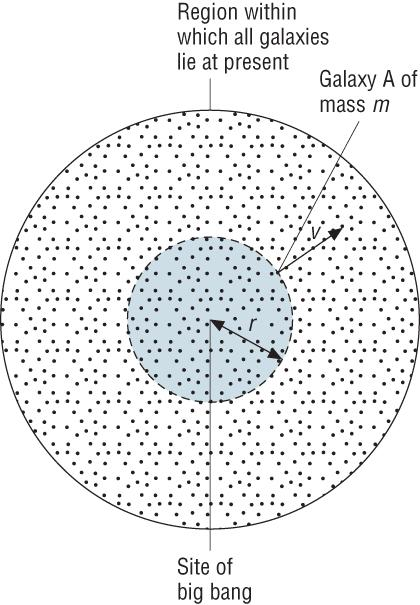 Region within
which all galaxies
lie at present
Galaxy A of
mass m
v
r
Site of
big bang